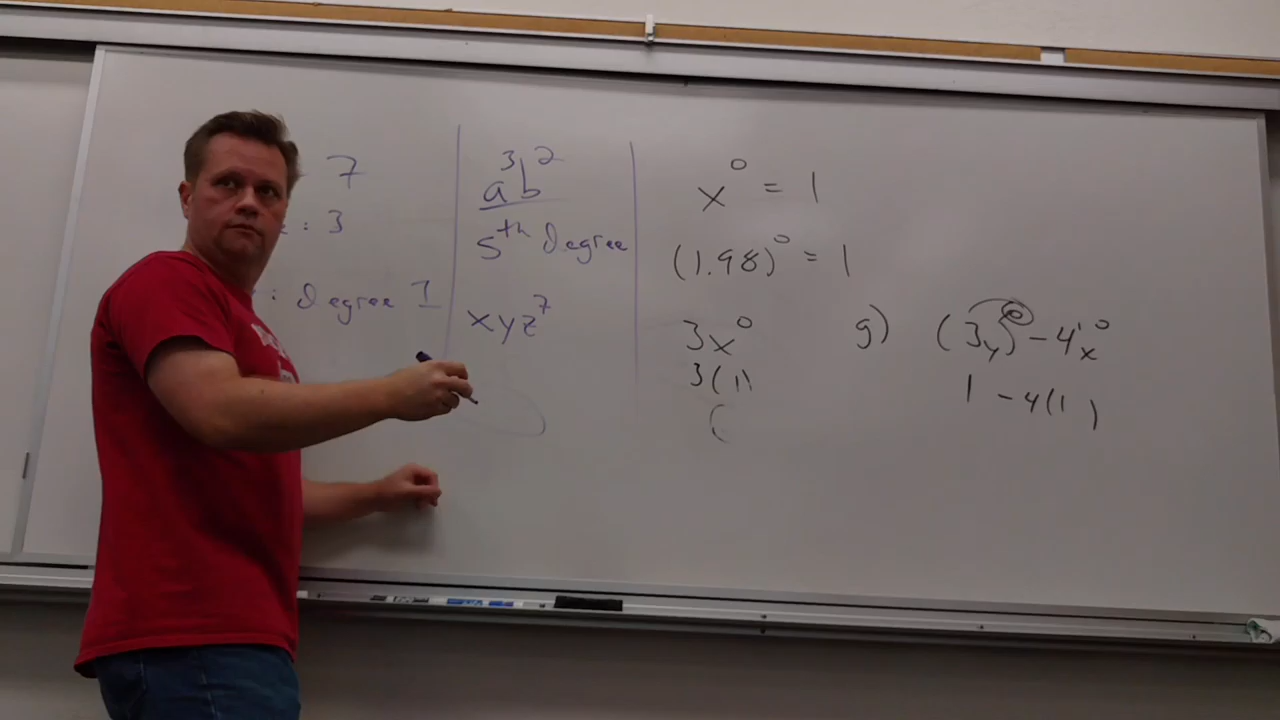 : 7
: 3
: Degree 1
a³b²
5th Degree
xyz⁷
x⁰ = 1
(1.98)⁰ = 1
3x⁰
3(1)
(
g) (3y)⁰ - 4¹x⁰
1 - 4(1)